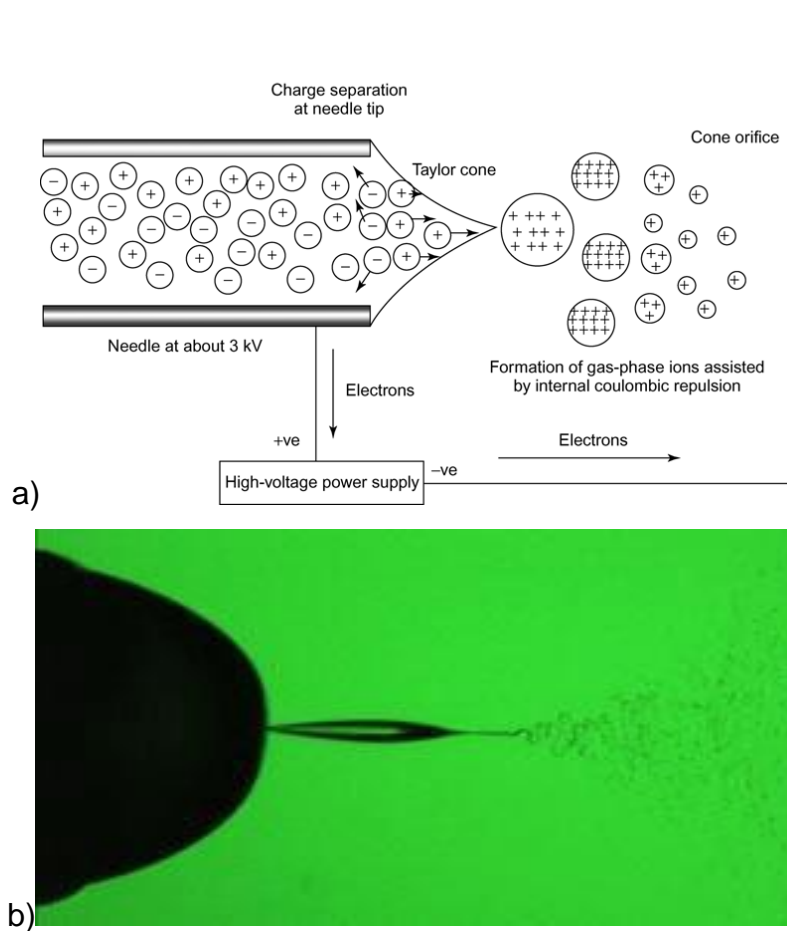 Charge separation
at needle tip
Cone orifice
Taylor cone
Needle at about 3 kV
Formation of gas-phase ions assisted
by internal coulombic repulsion
Electrons
+ve
Electrons
High-voltage power supply
–ve
a)
b)